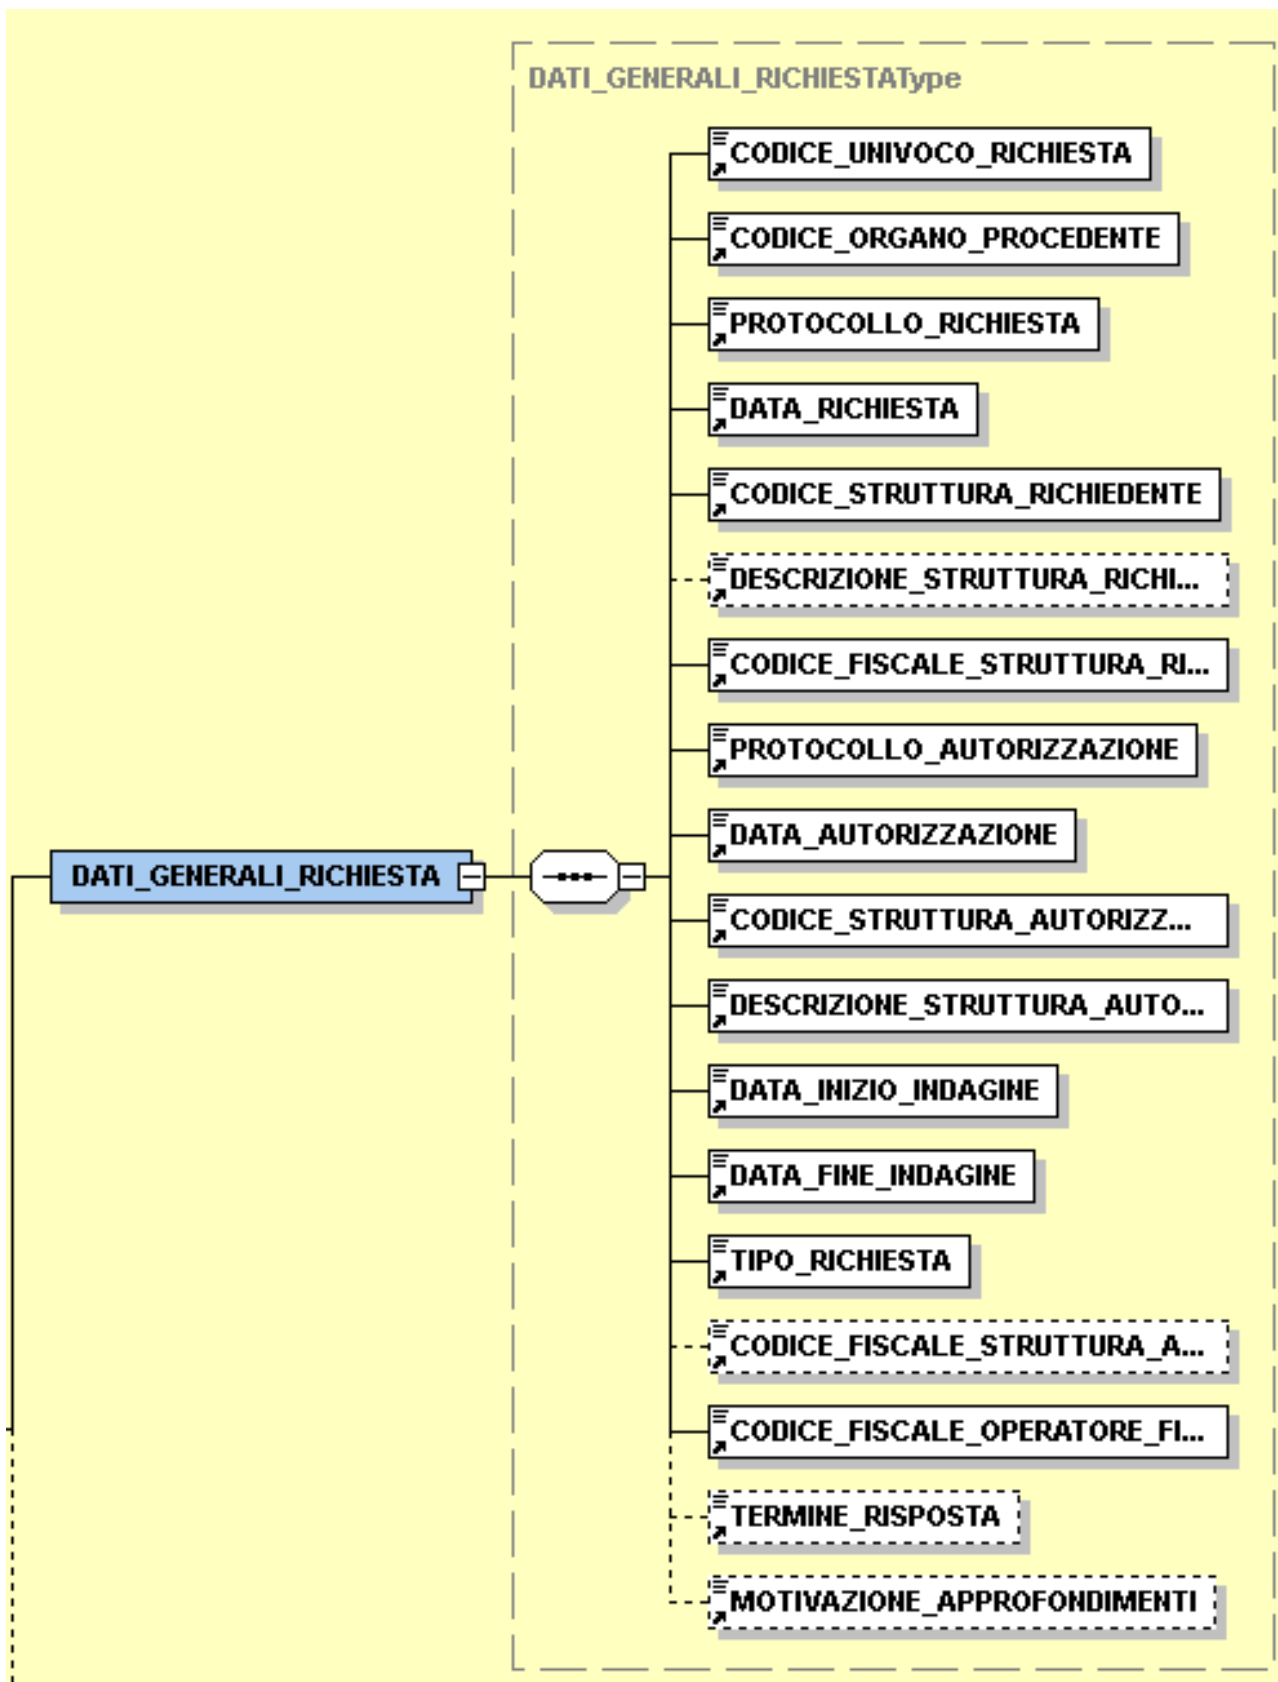 DATI_GENERALI_RICHIESTAType
CODICE_UNIVOCO_RICHIESTA
CODICE_ORGANO_PROCEDENTE
PROTOCOLLO_RICHIESTA
DATA_RICHIESTA
CODICE_STRUTTURA_RICHIEDENTE
DESCRIZIONE_STRUTTURA_RICHI...
CODICE_FISCALE_STRUTTURA_RI...
PROTOCOLLO_AUTORIZZAZIONE
DATA_AUTORIZZAZIONE
DATI_GENERALI_RICHIESTA
CODICE_STRUTTURA_AUTORIZZ...
DESCRIZIONE_STRUTTURA_AUTO...
DATA_INIZIO_INDAGINE
DATA_FINE_INDAGINE
TIPO_RICHIESTA
CODICE_FISCALE_STRUTTURA_A...
CODICE_FISCALE_OPERATORE_FI...
TERMINE_RISPOSTA
MOTIVAZIONE_APPROFONDIMENTI